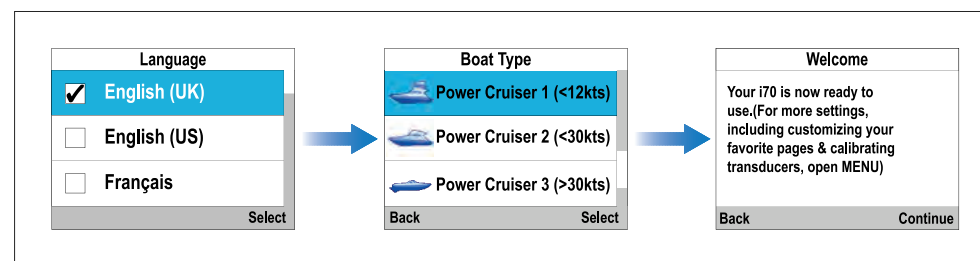 Language
English (UK)
English (US)
Français
Select
Boat Type
Power Cruiser 1 (<12kts)
Power Cruiser 2 (<30kts)
Power Cruiser 3 (>30kts)
Back
Select
Welcome
Your i70 is now ready to
use.(For more settings,
including customizing your
favorite pages & calibrating
transducers, open MENU)
Back
Continue